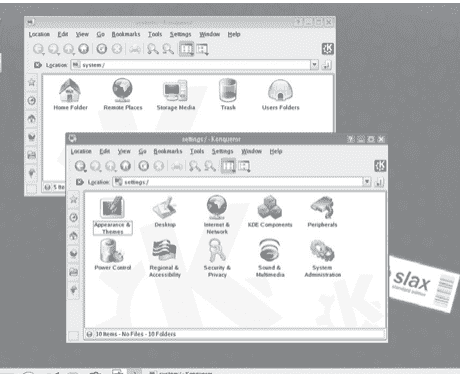 Location Edit View Go Bookmarks Tools Settings Window Help
Location: system:/
Home Folder Remote Places Storage Media Trash Users Folders
settings:/ - Konqueror
Location Edit View Go Bookmarks Tools Settings Window Help
Location: settings:/
Appearance & Themes
Desktop
Internet & Network
KDE Components
Peripherals
Power Control
Regional & Accessibility
Security & Privacy
Sound & Multimedia
System Administration
10 Items - No Files - 10 Folders
slax